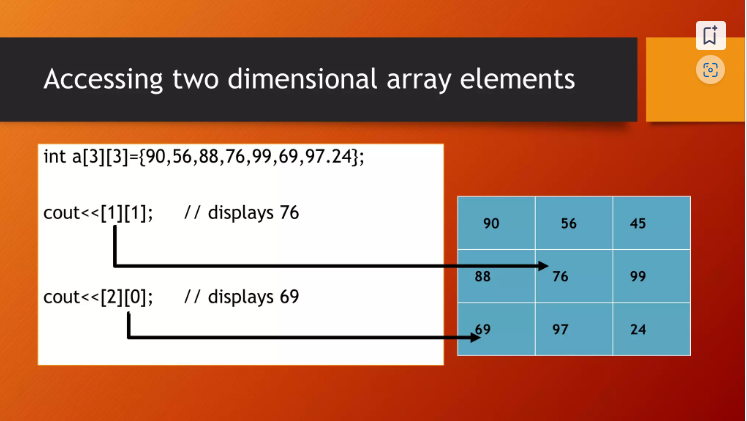 Accessing two dimensional array elements
int a[3][3]={90,56,88,76,99,69,97.24};
cout<<[1][1]; // displays 76
cout<<[2][0]; // displays 69
90 56 45
88 76 99
69 97 24